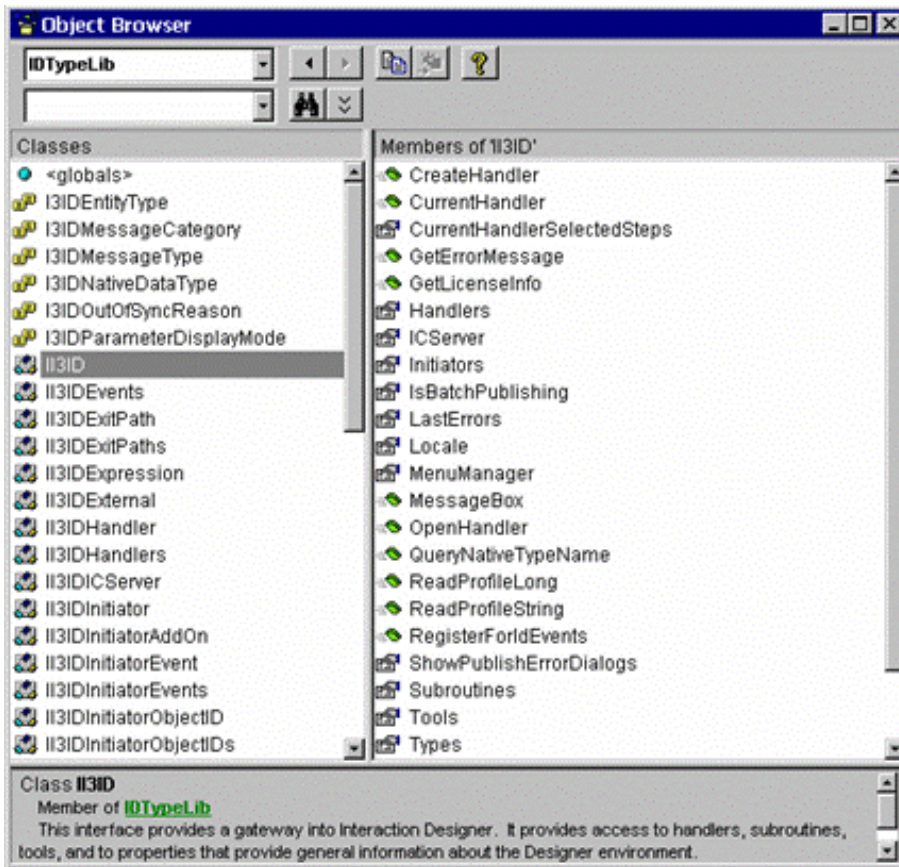 Object Browser
IDTypeLib
Classes
Members of 'II3ID'
<globals>
I3IDEntityType
I3IDMessageCategory
I3IDMessageType
I3IDNativeDataType
I3IDOutOfSyncReason
I3IDParameterDisplayMode
II3ID
II3IDEvents
II3IDExitPath
II3IDExitPaths
II3IDExpression
II3IDExternal
II3IDHandler
II3IDHandlers
II3IDICServer
II3IDInitiator
II3IDInitiatorAddOn
II3IDInitiatorEvent
II3IDInitiatorEvents
II3IDInitiatorObjectID
II3IDInitiatorObjectIDs
CreateHandler
CurrentHandler
CurrentHandlerSelectedSteps
GetErrorMessage
GetLicenseInfo
Handlers
ICServer
Initiators
IsBatchPublishing
LastErrors
Locale
MenuManager
MessageBox
OpenHandler
QueryNativeTypeName
ReadProfileLong
ReadProfileString
RegisterForIdEvents
ShowPublishErrorDialogs
Subroutines
Tools
Types
Class II3ID
Member of IDTypeLib
This interface provides a gateway into Interaction Designer. It provides access to handlers, subroutines,
tools, and to properties that provide general information about the Designer environment.